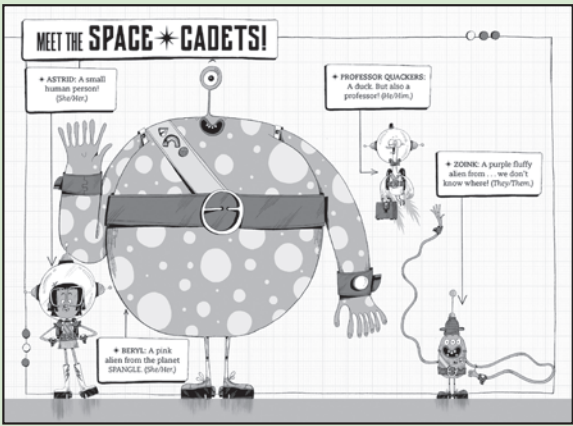 MEET THE SPACE CADETS!
✦ ASTRID: A small
human person!
(She/Her.)
✦ PROFESSOR QUACKERS:
A duck. But also a
professor! (He/Him.)
✦ ZOINK: A purple fluffy
alien from . . . we don't
know where! (They/Them.)
✦ BERYL: A pink
alien from the planet
SPANGLE. (She/Her.)